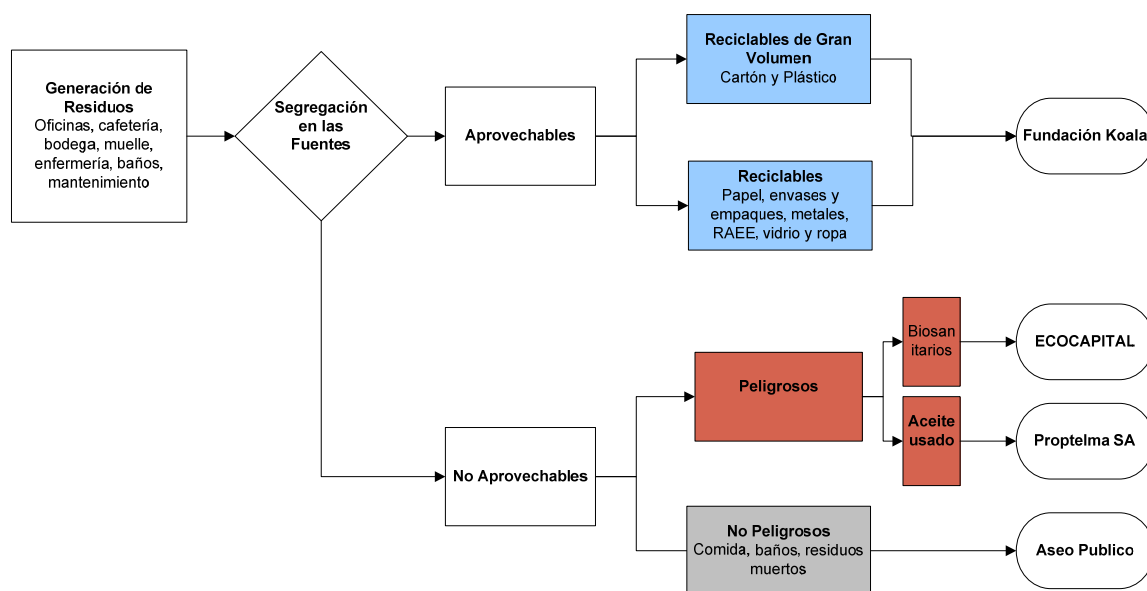 Generación de
Residuos
Oficinas, cafetería,
bodega, muelle,
enfermería, baños,
mantenimiento
Segregación
en las
Fuentes
Aprovechables
Reciclables de Gran
Volumen
Cartón y Plástico
Reciclables
Papel, envases y
empaques, metales,
RAEE, vidrio y ropa
Fundación Koala
No Aprovechables
Peligrosos
Biosan
itarios
ECOCAPITAL
Aceite
usado
Proptelma SA
No Peligrosos
Comida, baños, residuos
muertos
Aseo Publico